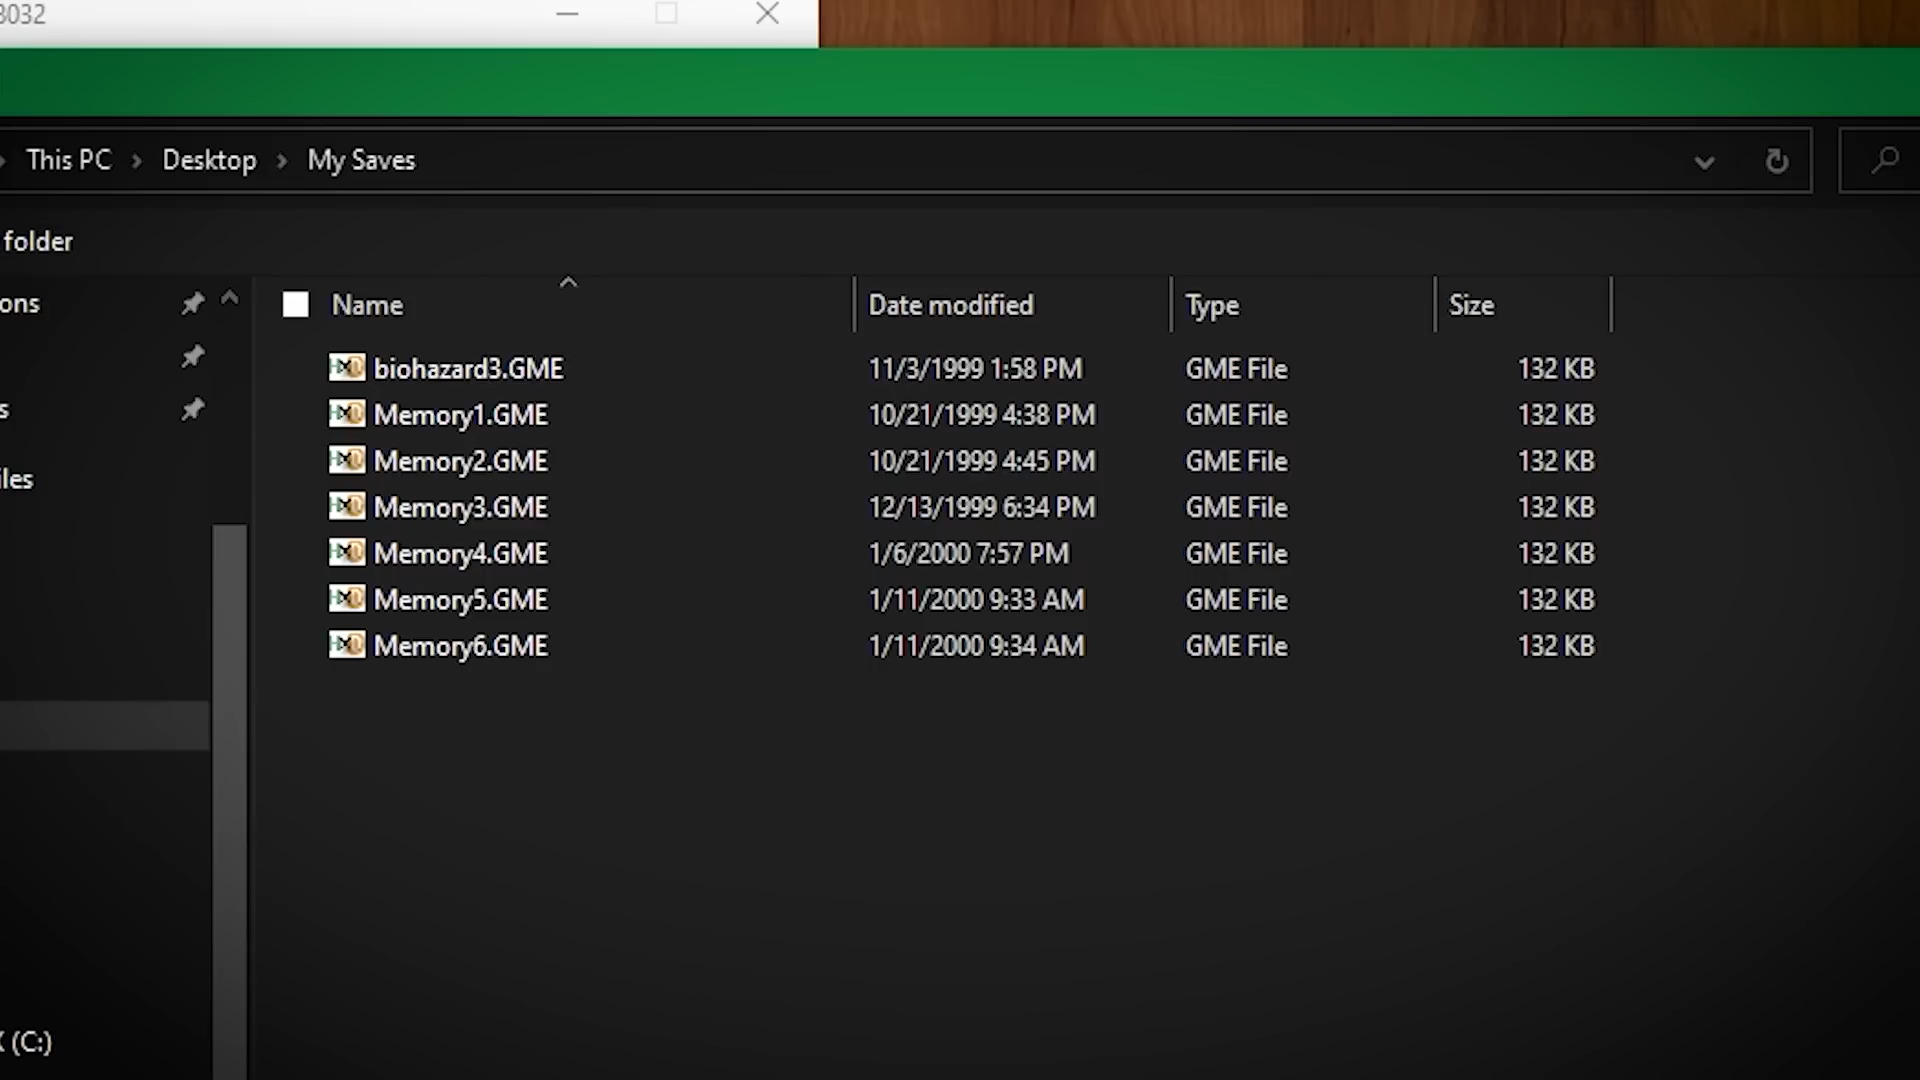 3032
This PC > Desktop > My Saves
folder
ons
s
iles
(C:)
Name Date modified Type Size
biohazard3.GME 11/3/1999 1:58 PM GME File 132 KB
Memory1.GME 10/21/1999 4:38 PM GME File 132 KB
Memory2.GME 10/21/1999 4:45 PM GME File 132 KB
Memory3.GME 12/13/1999 6:34 PM GME File 132 KB
Memory4.GME 1/6/2000 7:57 PM GME File 132 KB
Memory5.GME 1/11/2000 9:33 AM GME File 132 KB
Memory6.GME 1/11/2000 9:34 AM GME File 132 KB